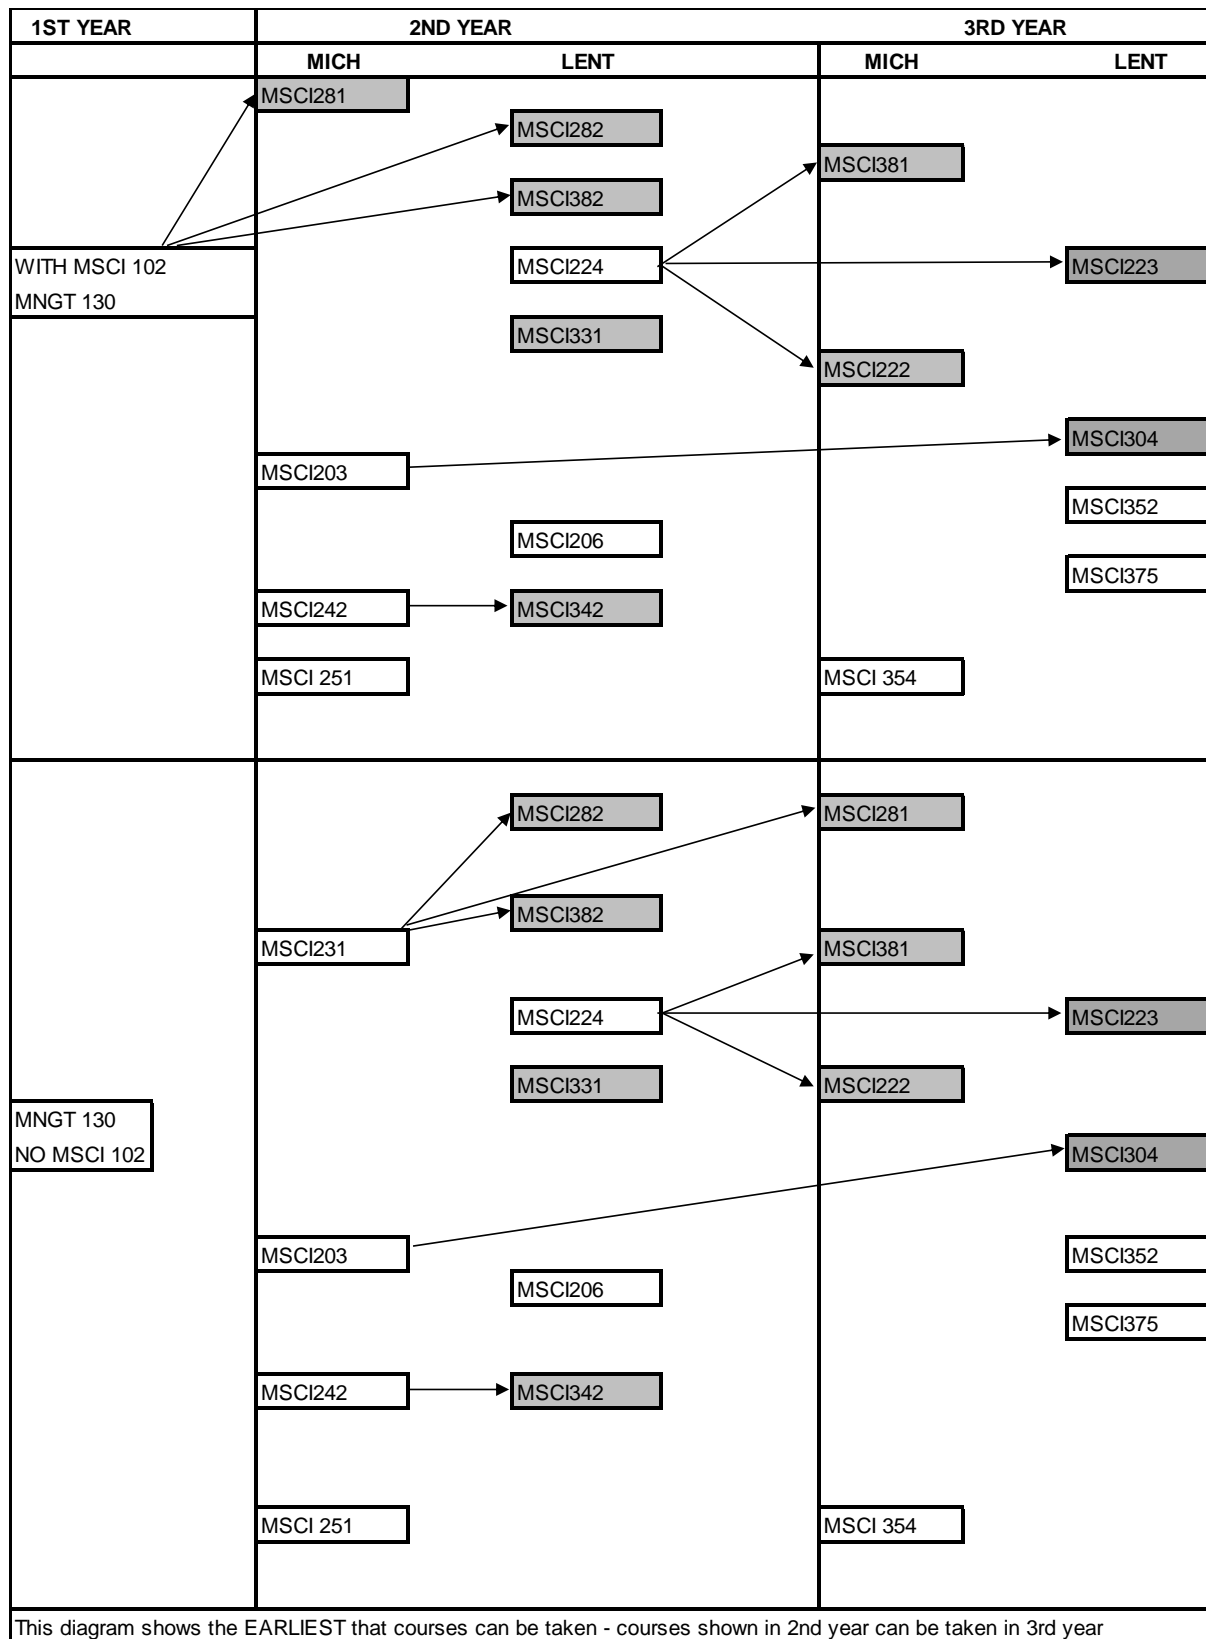 1ST YEAR 2ND YEAR 3RD YEAR
MICH LENT MICH LENT
MSCI281
MSCI282
MSCI381
MSCI382
WITH MSCI 102 MSCI224 MSCI223
MNGT 130
MSCI331
MSCI222
MSCI304
MSCI203
MSCI352
MSCI206
MSCI375
MSCI242 MSCI342
MSCI 251 MSCI 354
MSCI282 MSCI281
MSCI382
MSCI231 MSCI381
MSCI224 MSCI223
MSCI331 MSCI222
MNGT 130
NO MSCI 102 MSCI304
MSCI203 MSCI352
MSCI206
MSCI375
MSCI242 MSCI342
MSCI 251 MSCI 354
This diagram shows the EARLIEST that courses can be taken - courses shown in 2nd year can be taken in 3rd year